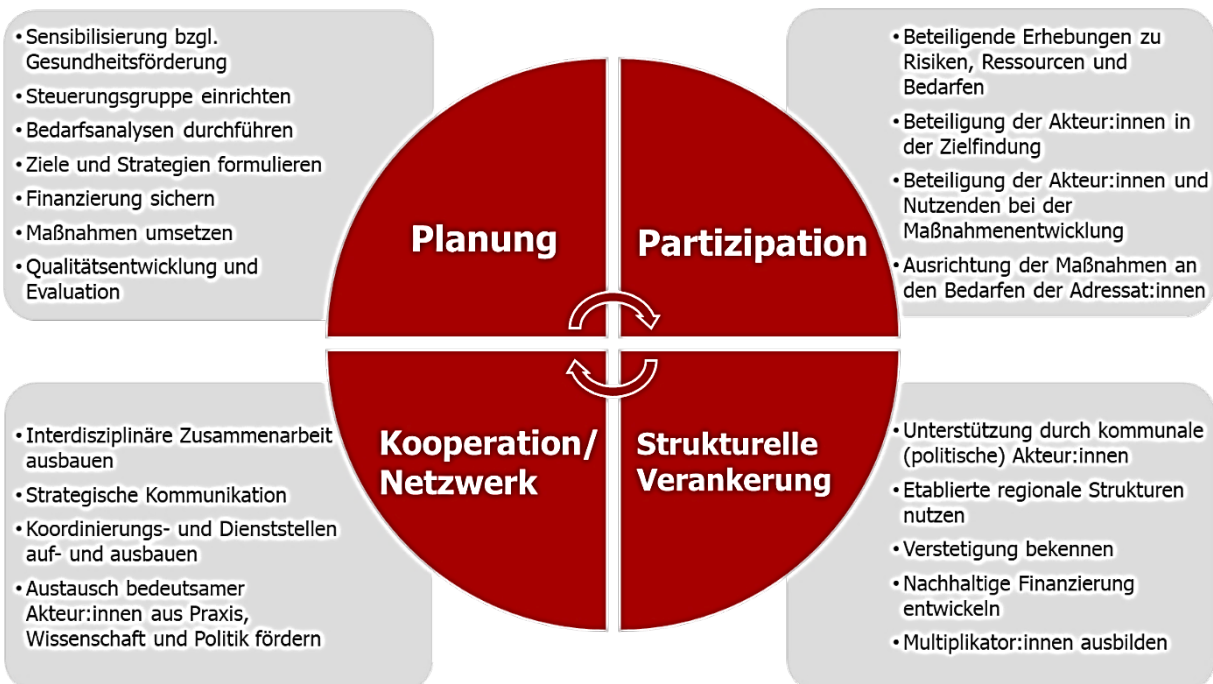 • Sensibilisierung bzgl.
Gesundheitsförderung
• Steuerungsgruppe einrichten
• Bedarfsanalysen durchführen
• Ziele und Strategien formulieren
• Finanzierung sichern
• Maßnahmen umsetzen
• Qualitätsentwicklung und
Evaluation
Planung
• Beteiligende Erhebungen zu
Risiken, Ressourcen und
Bedarfen
• Beteiligung der Akteur:innen in
der Zielfindung
• Beteiligung der Akteur:innen und
Nutzenden bei der
Maßnahmenentwicklung
• Ausrichtung der Maßnahmen an
den Bedarfen der Adressat:innen
Partizipation
• Interdisziplinäre Zusammenarbeit
ausbauen
• Strategische Kommunikation
• Koordinierungs- und Dienststellen
auf- und ausbauen
• Austausch bedeutsamer
Akteur:innen aus Praxis,
Wissenschaft und Politik fördern
Kooperation/
Netzwerk
Strukturelle
Verankerung
• Unterstützung durch kommunale
(politische) Akteur:innen
• Etablierte regionale Strukturen
nutzen
• Verstetigung bekennen
• Nachhaltige Finanzierung
entwickeln
• Multiplikator:innen ausbilden